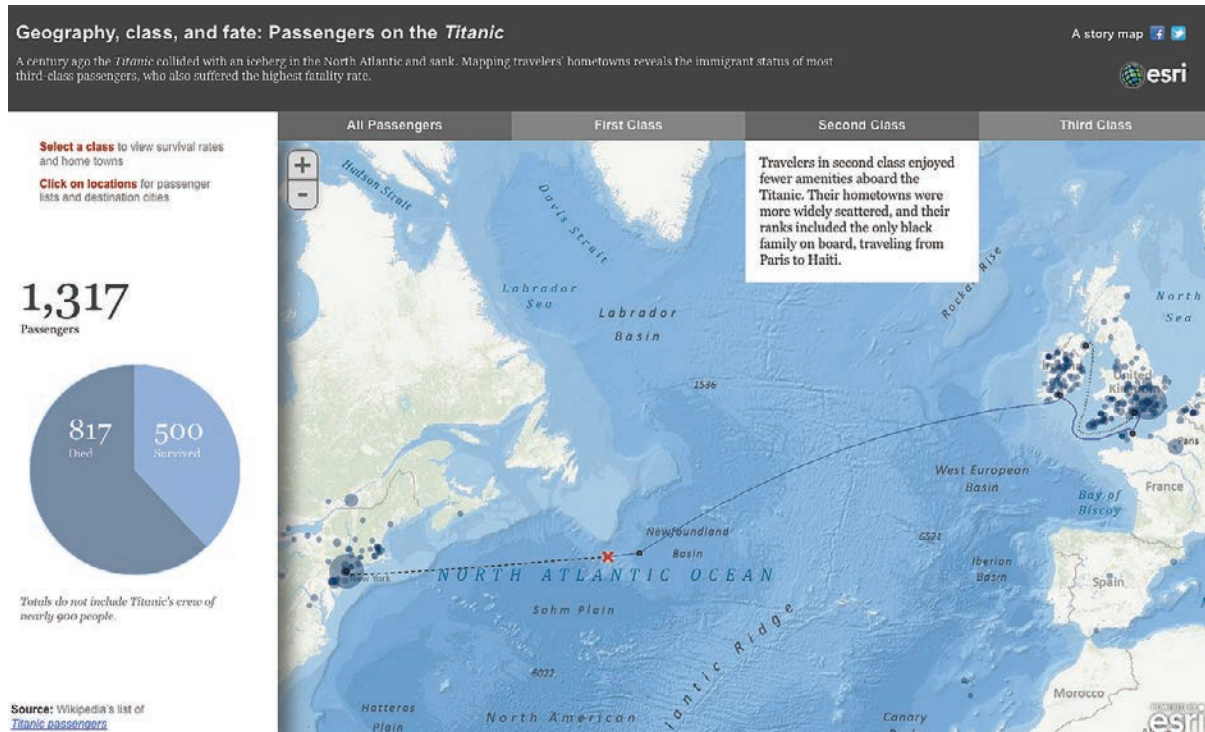 Geography, class, and fate: Passengers on the Titanic
A century ago the Titanic collided with an iceberg in the North Atlantic and sank. Mapping travelers' hometowns reveals the immigrant status of most
third-class passengers, who also suffered the highest fatality rate.
A story map
esri
All Passengers
First Class
Second Class
Third Class
Select a class to view survival rates
and home towns
Click on locations for passenger
lists and destination cities
1,317
Passengers
817
Died
500
Survived
Totals do not include Titanic's crew of
nearly 900 people.
Source: Wikipedia's list of
Titanic passengers
+
-
Travelers in second class enjoyed
fewer amenities aboard the
Titanic. Their hometowns were
more widely scattered, and their
ranks included the only black
family on board, traveling from
Paris to Haiti.
Hudson Strait
Davis Strait
Labrador
Sea
Labrador
Basin
1536
North
Sea
United
Kingdom
Paris
France
West European
Basin
Bay of
Biscay
6521
Iberian
Basin
Spain
Newfoundland
Basin
New York
NORTH ATLANTIC OCEAN
Sohm Plain
6022
Hatteras
Plain
North American
Canary
Morocco
esri